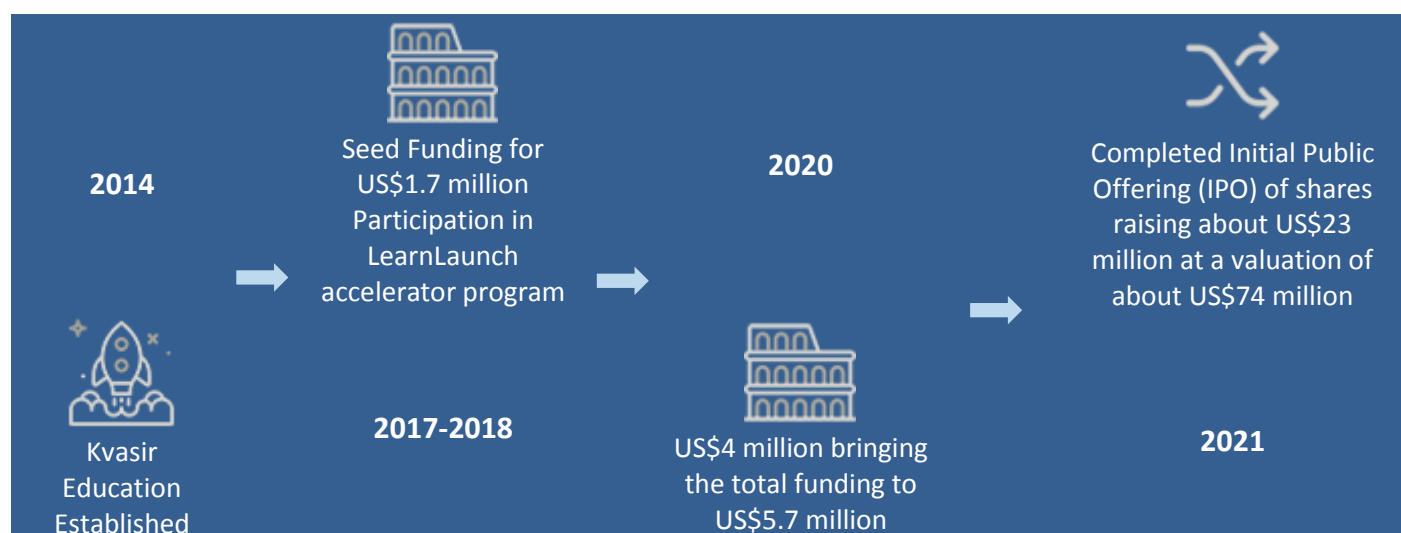 2014
Kvasir
Education
Established
Seed Funding for
US$1.7 million
Participation in
LearnLaunch
accelerator program
2017-2018
2020
US$4 million bringing
the total funding to
US$5.7 million
Completed Initial Public
Offering (IPO) of shares
raising about US$23
million at a valuation of
about US$74 million
2021